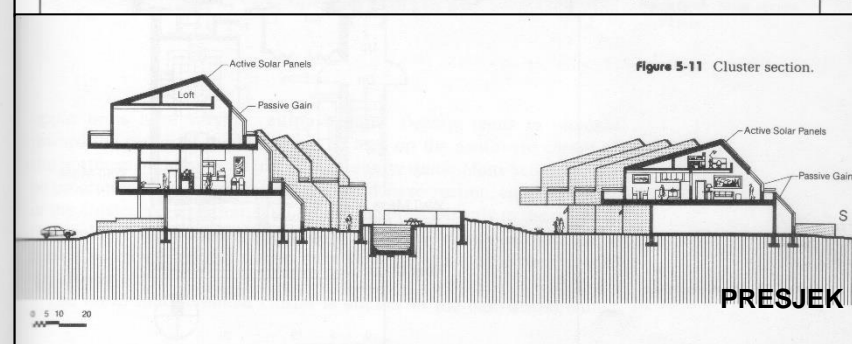 Active Solar Panels
Loft
Passive Gain
Figure 5-11 Cluster section.
Active Solar Panels
Passive Gain
S
PRESJEK
0 5 10 20